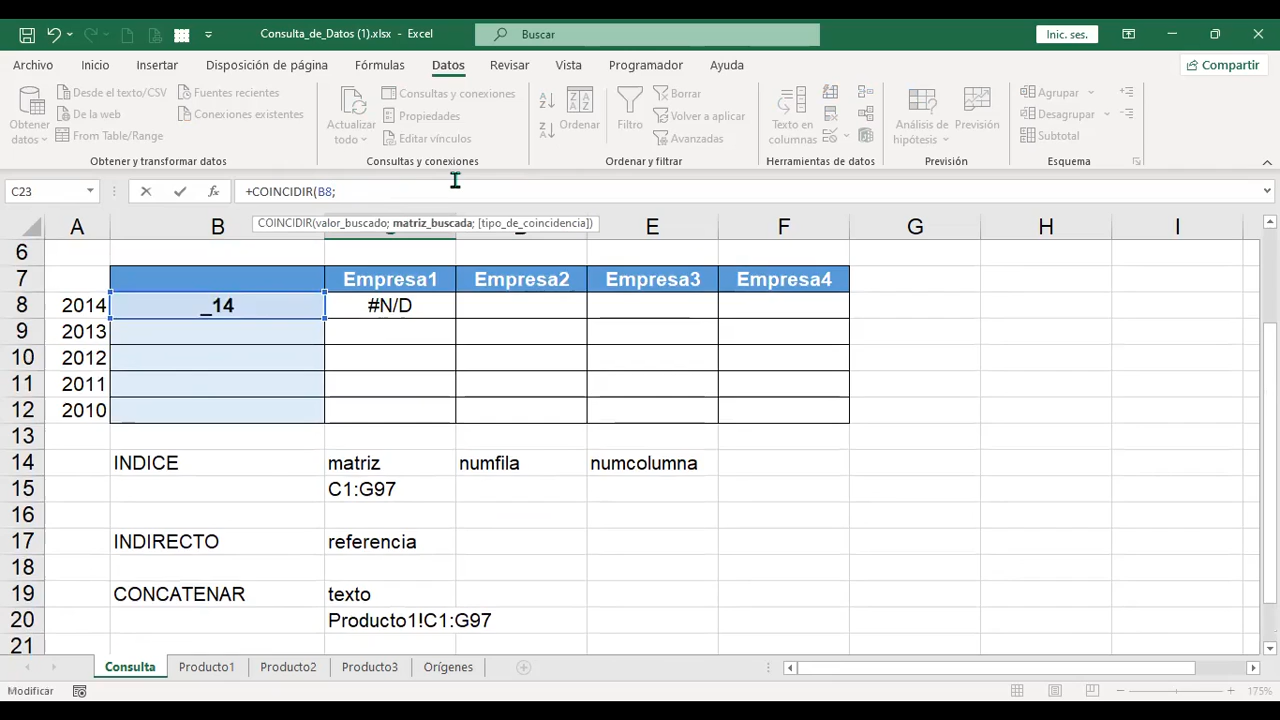 Consulta_de_Datos (1).xlsx - Excel
Buscar
Inic. ses.
Archivo Inicio Insertar Disposición de página Fórmulas Datos Revisar Vista Programador Ayuda
Compartir
Obtener datos
Desde el texto/CSV
De la web
From Table/Range
Fuentes recientes
Conexiones existentes
Actualizar todo
Consultas y conexiones
Propiedades
Editar vínculos
Ordenar
Filtro
Borrar
Volver a aplicar
Avanzadas
Texto en columnas
Análisis de hipótesis
Previsión
Agrupar
Desagrupar
Subtotal
Obtener y transformar datos
Consultas y conexiones
Ordenar y filtrar
Herramientas de datos
Previsión
Esquema
C23
fx
+COINCIDIR(B8;
COINCIDIR(valor_buscado; matriz_buscada; [tipo_de_coincidencia])
A B E F G H I
6
7 Empresa1 Empresa2 Empresa3 Empresa4
8 2014 _14 #N/D
9 2013
10 2012
11 2011
12 2010
13
14 INDICE matriz numfila numcolumna
15 C1:G97
16
17 INDIRECTO referencia
18
19 CONCATENAR texto
20 Producto1!C1:G97
21
Consulta Producto1 Producto2 Producto3 Orígenes
Modificar
175%